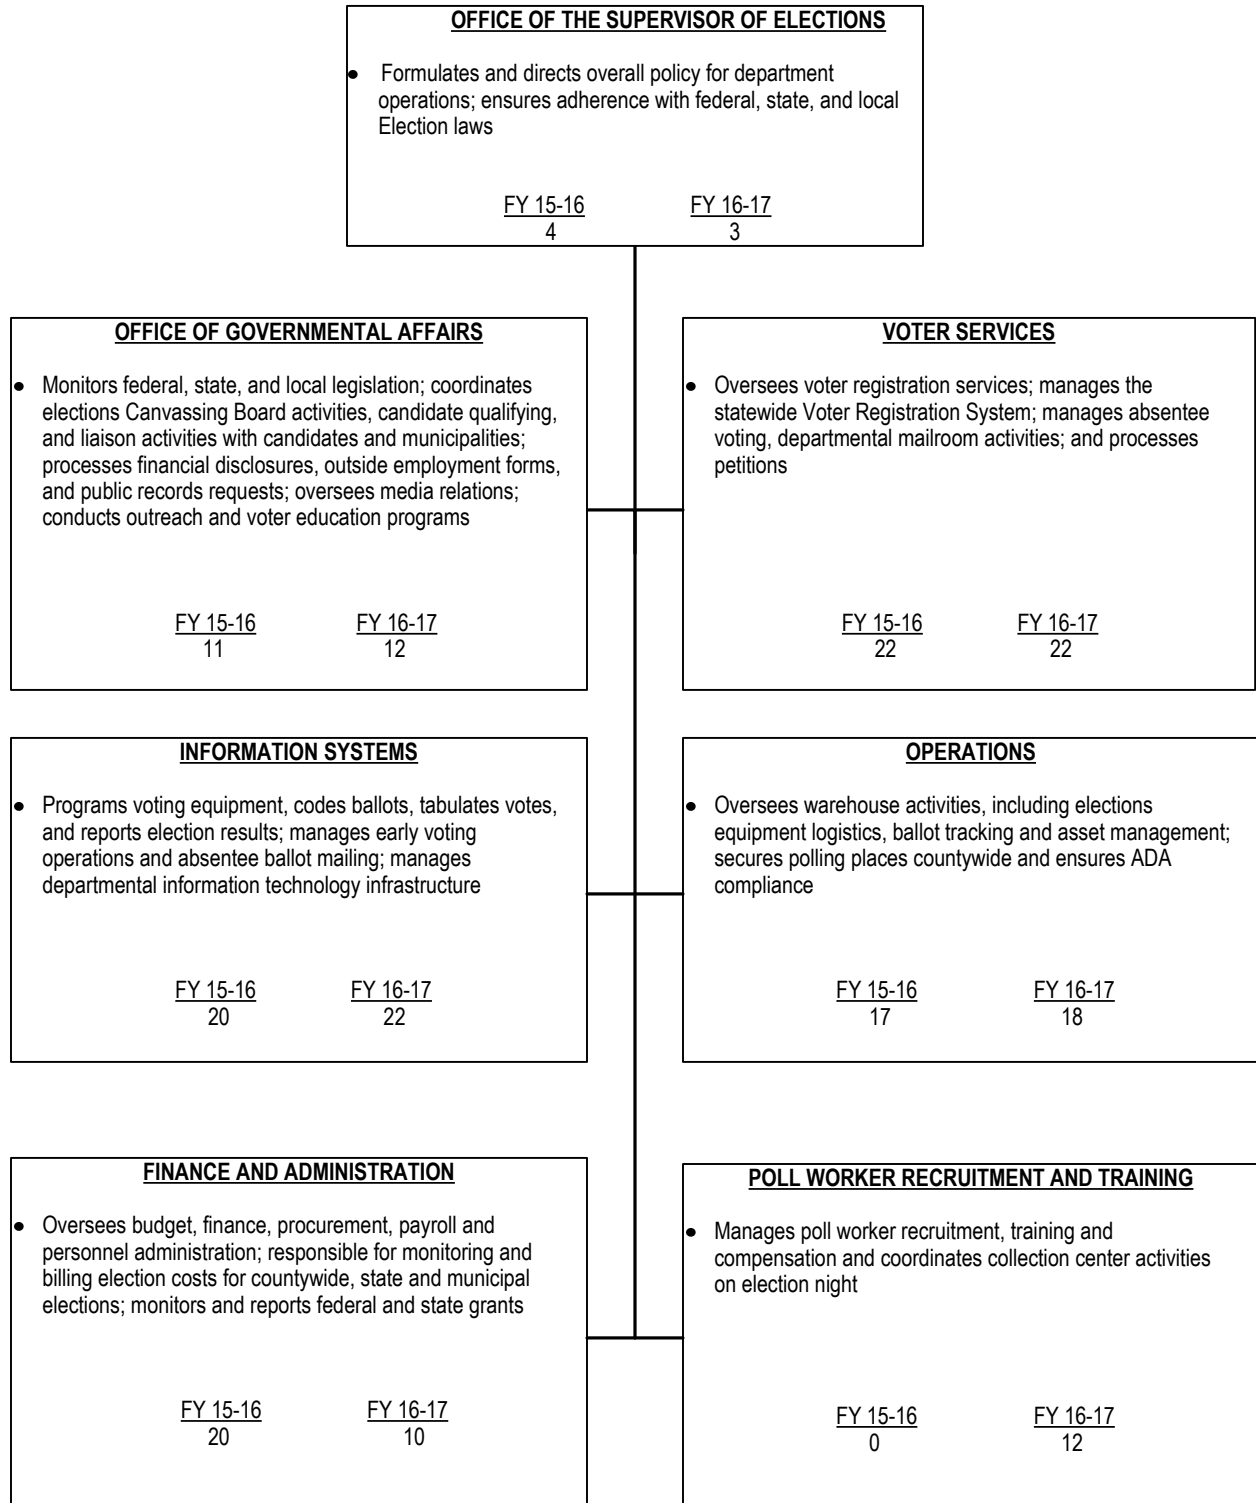 OFFICE OF THE SUPERVISOR OF ELECTIONS
• Formulates and directs overall policy for department
operations; ensures adherence with federal, state, and local
Election laws
FY 15-16 FY 16-17
4 3
OFFICE OF GOVERNMENTAL AFFAIRS
• Monitors federal, state, and local legislation; coordinates
elections Canvassing Board activities, candidate qualifying,
and liaison activities with candidates and municipalities;
processes financial disclosures, outside employment forms,
and public records requests; oversees media relations;
conducts outreach and voter education programs
FY 15-16 FY 16-17
11 12
VOTER SERVICES
• Oversees voter registration services; manages the
statewide Voter Registration System; manages absentee
voting, departmental mailroom activities; and processes
petitions
FY 15-16 FY 16-17
22 22
INFORMATION SYSTEMS
• Programs voting equipment, codes ballots, tabulates votes,
and reports election results; manages early voting
operations and absentee ballot mailing; manages
departmental information technology infrastructure
FY 15-16 FY 16-17
20 22
OPERATIONS
• Oversees warehouse activities, including elections
equipment logistics, ballot tracking and asset management;
secures polling places countywide and ensures ADA
compliance
FY 15-16 FY 16-17
17 18
FINANCE AND ADMINISTRATION
• Oversees budget, finance, procurement, payroll and
personnel administration; responsible for monitoring and
billing election costs for countywide, state and municipal
elections; monitors and reports federal and state grants
FY 15-16 FY 16-17
20 10
POLL WORKER RECRUITMENT AND TRAINING
• Manages poll worker recruitment, training and
compensation and coordinates collection center activities
on election night
FY 15-16 FY 16-17
0 12